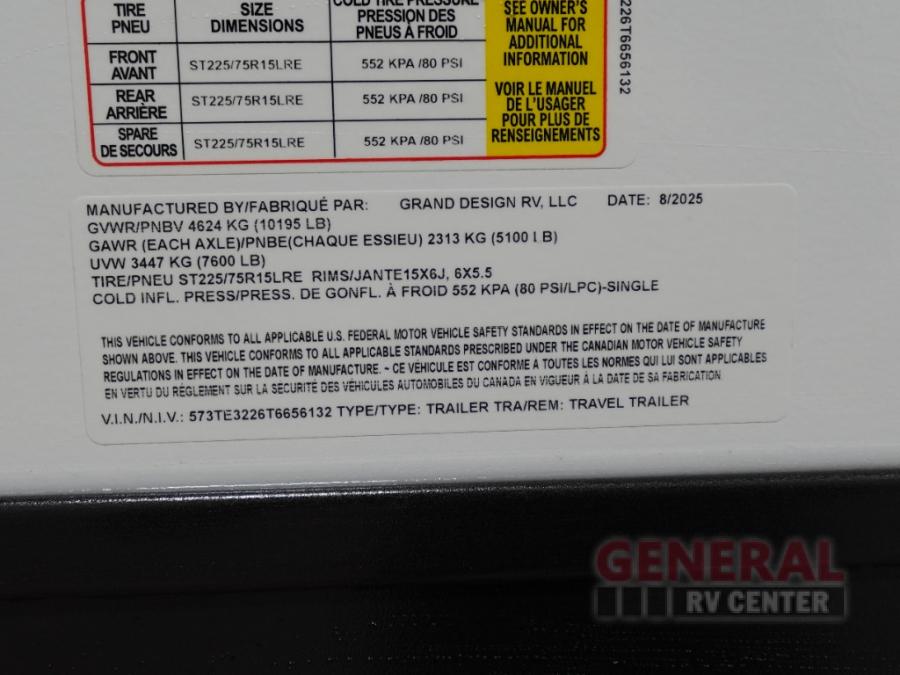 TIRE PNEU
SIZE DIMENSIONS
COLD TIRE PRESSURE
PRESSION DES
PNEUS À FROID
SEE OWNER'S
MANUAL FOR
ADDITIONAL
INFORMATION
FRONT
AVANT
ST225/75R15LRE
552 KPA /80 PSI
REAR
ARRIÈRE
ST225/75R15LRE
552 KPA /80 PSI
SPARE
DE SECOURS
ST225/75R15LRE
552 KPA /80 PSI
VOIR LE MANUEL
DE L'USAGER
POUR PLUS DE
RENSEIGNEMENTS
226T6656132
MANUFACTURED BY/FABRIQUÉ PAR: GRAND DESIGN RV, LLC DATE: 8/2025
GVWR/PNBV 4624 KG (10195 LB)
GAWR (EACH AXLE)/PNBE(CHAQUE ESSIEU) 2313 KG (5100 LB)
UVW 3447 KG (7600 LB)
TIRE/PNEU ST225/75R15LRE RIMS/JANTE15X6J, 6X5.5
COLD INFL. PRESS/PRESS. DE GONFL. À FROID 552 KPA (80 PSI/LPC)-SINGLE
THIS VEHICLE CONFORMS TO ALL APPLICABLE U.S. FEDERAL MOTOR VEHICLE SAFETY STANDARDS IN EFFECT ON THE DATE OF MANUFACTURE
SHOWN ABOVE. THIS VEHICLE CONFORMS TO ALL APPLICABLE STANDARDS PRESCRIBED UNDER THE CANADIAN MOTOR VEHICLE SAFETY
REGULATIONS IN EFFECT ON THE DATE OF MANUFACTURE. ~ CE VÉHICULE EST CONFORME A TOUTES LES NORMES QUI LUI SONT APPLICABLES
EN VERTU DU RÉGLEMENT SUR LA SECURITÉ DES VÉHICULES AUTOMOBILES DU CANADA EN VIGUEUR À LA DATE DE SA FABRICATION
V.I.N./N.I.V.: 573TE3226T6656132 TYPE/TYPE: TRAILER TRA/REM: TRAVEL TRAILER
GENERAL
RV CENTER